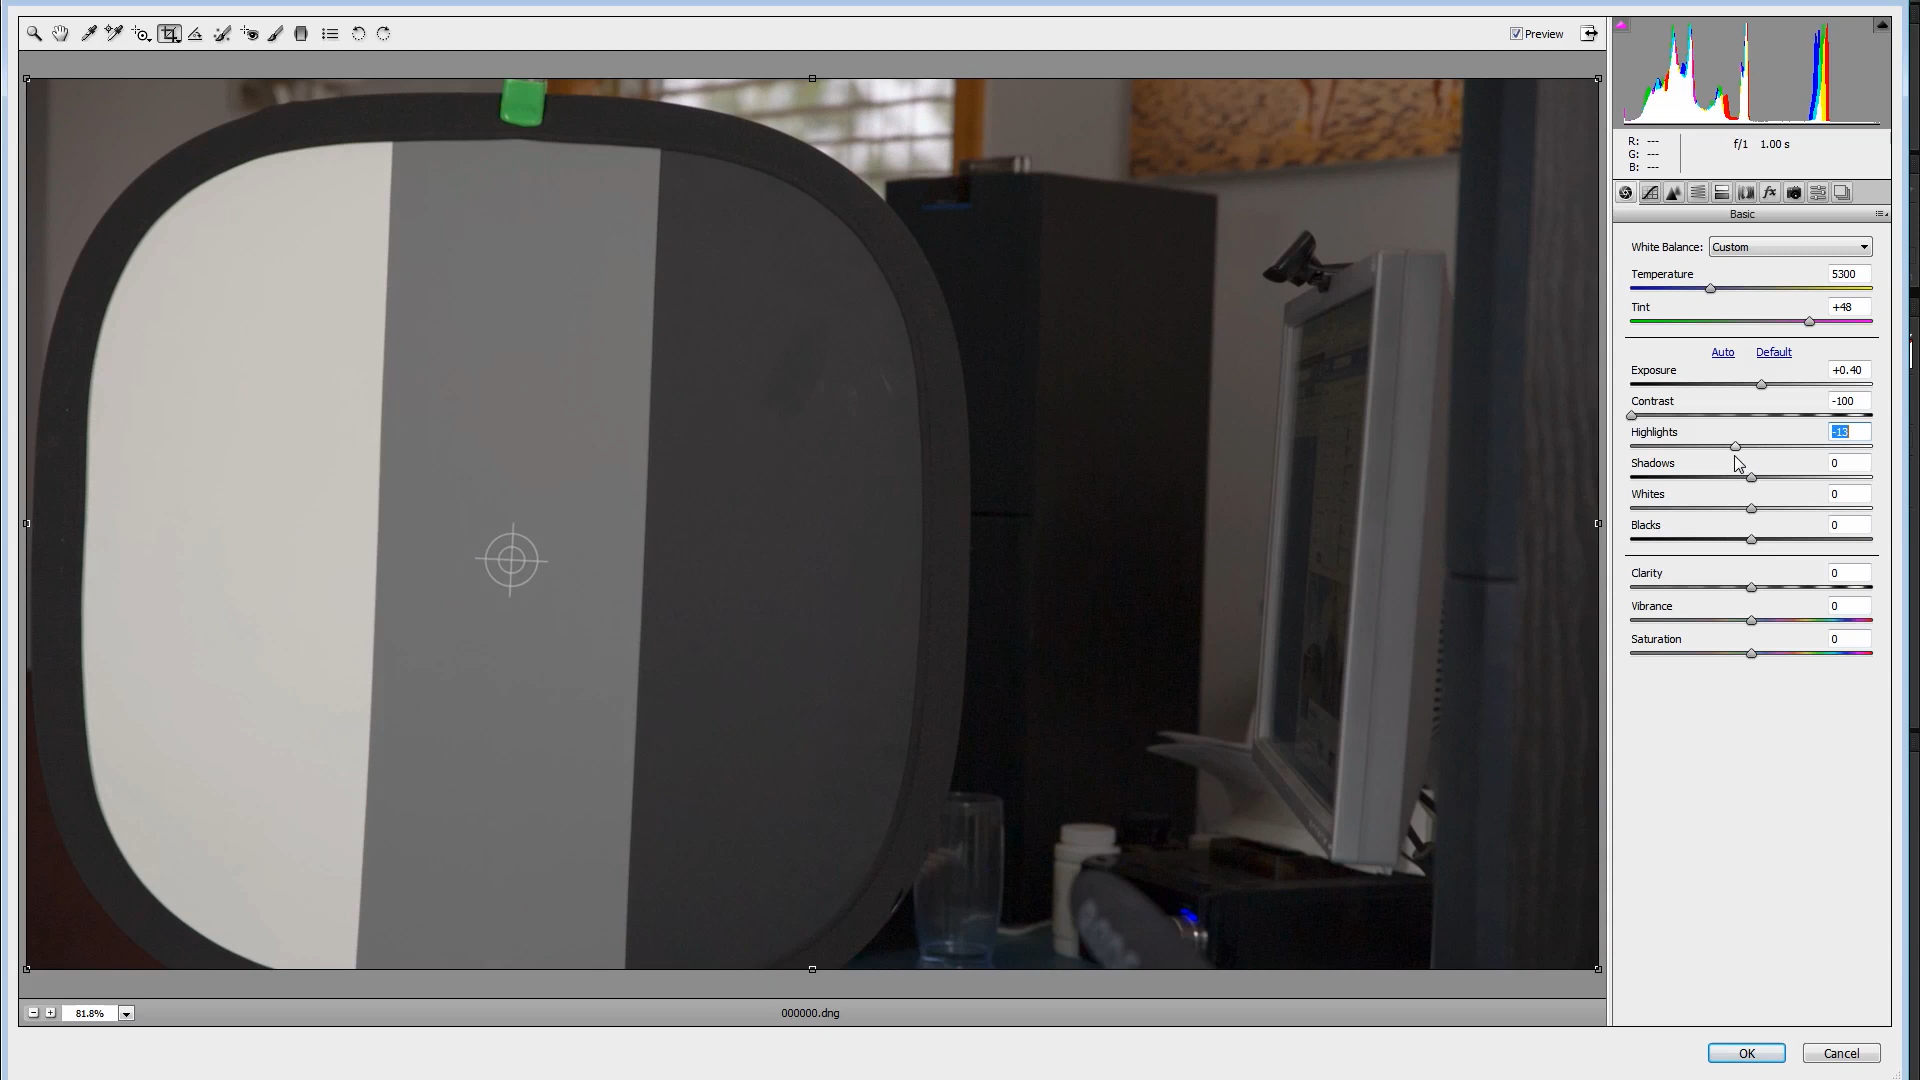 Preview
R: ---
G: ---
B: ---
f/1 1.00 s
Basic
White Balance: Custom
Temperature 5300
Tint +48
Auto Default
Exposure +0.40
Contrast -100
Highlights -13
Shadows 0
Whites 0
Blacks 0
Clarity 0
Vibrance 0
Saturation 0
81.8%
000000.dng
OK Cancel